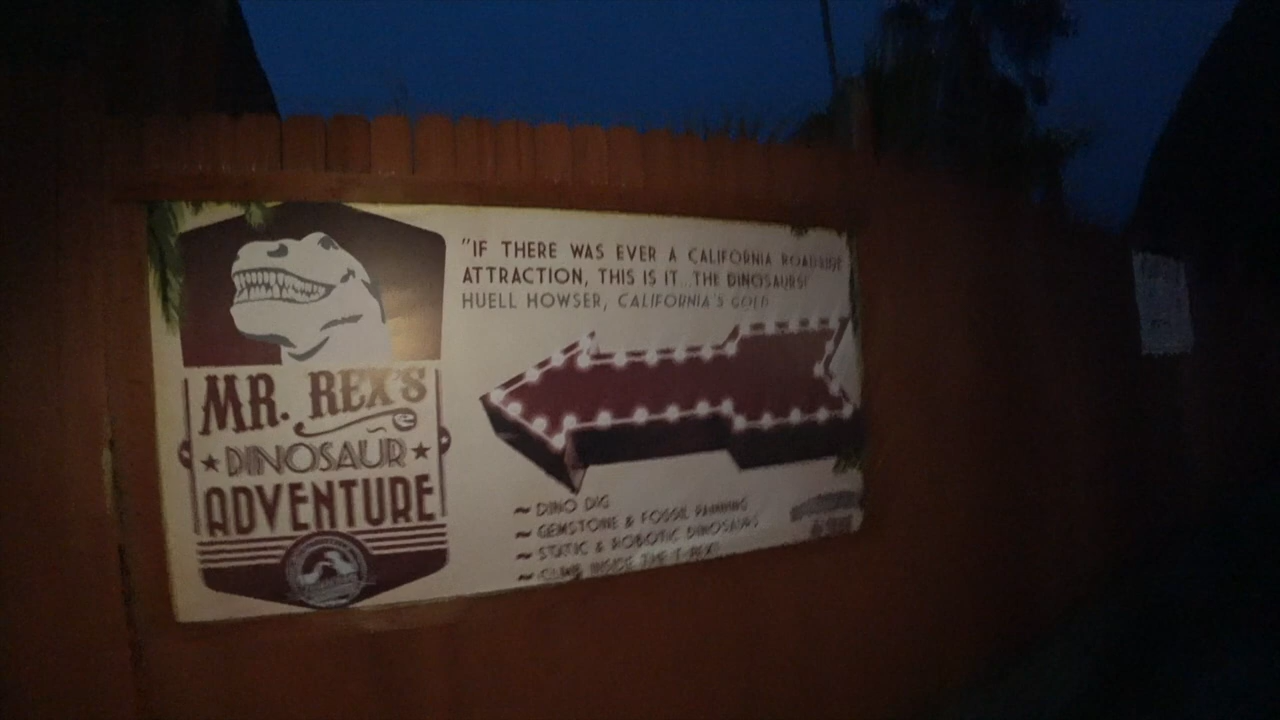 MR. REX'S
DINOSAUR
ADVENTURE
"IF THERE WAS EVER A CALIFORNIA ROADSIDE
ATTRACTION, THIS IS IT...THE DINOSAURS!
HUELL HOWSER, CALIFORNIA'S GOLD
~ DINO DIG
~ GEMSTONE & FOSSIL PANNING
~ STATIC & ROBOTIC DINOSAURS
~ CLIMB INSIDE THE T-REX!